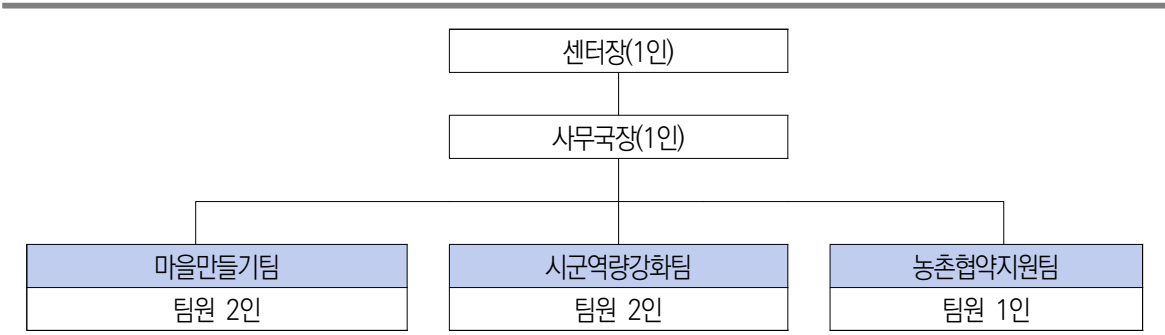 센터장(1인)
사무국장(1인)
마을만들기팀 시군역량강화팀 농촌협약지원팀
팀원 2인 팀원 2인 팀원 1인